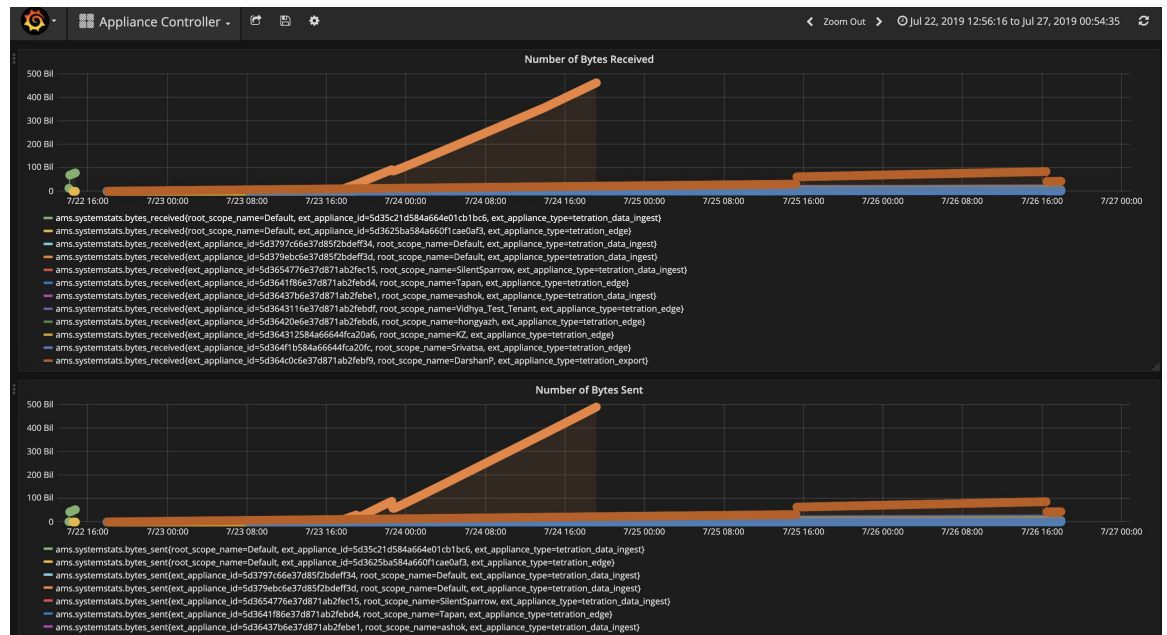 Appliance Controller
Zoom Out
Jul 22, 2019 12:56:16 to Jul 27, 2019 00:54:35
Number of Bytes Received
500 Bil
400 Bil
300 Bil
200 Bil
100 Bil
0
7/22 16:00 7/23 00:00 7/23 08:00 7/23 16:00 7/24 00:00 7/24 08:00 7/24 16:00 7/25 00:00 7/25 08:00 7/25 16:00 7/26 00:00 7/26 08:00 7/26 16:00 7/27 00:00
ams.systemstats.bytes_received{root_scope_name=Default, ext_appliance_id=5d35c21d584a664e01cb1bc6, ext_appliance_type=tetration_data_ingest}
ams.systemstats.bytes_received{root_scope_name=Default, ext_appliance_id=5d3625ba584a660f1cae0af3, ext_appliance_type=tetration_edge}
ams.systemstats.bytes_received{ext_appliance_id=5d3797c66e37d85f2bdeff34, root_scope_name=Default, ext_appliance_type=tetration_data_ingest}
ams.systemstats.bytes_received{ext_appliance_id=5d379ebc6e37d85f2bdeff3d, root_scope_name=Default, ext_appliance_type=tetration_data_ingest}
ams.systemstats.bytes_received{ext_appliance_id=5d3654776e37d871ab2fec15, root_scope_name=SilentSparrow, ext_appliance_type=tetration_data_ingest}
ams.systemstats.bytes_received{ext_appliance_id=5d3641f86e37d871ab2febd4, root_scope_name=Tapan, ext_appliance_type=tetration_edge}
ams.systemstats.bytes_received{ext_appliance_id=5d36437b6e37d871ab2febe1, root_scope_name=ashok, ext_appliance_type=tetration_data_ingest}
ams.systemstats.bytes_received{ext_appliance_id=5d3643116e37d871ab2febdf, root_scope_name=Vidhya_Test_Tenant, ext_appliance_type=tetration_edge}
ams.systemstats.bytes_received{ext_appliance_id=5d36420e6e37d871ab2febd6, root_scope_name=hongyazh, ext_appliance_type=tetration_edge}
ams.systemstats.bytes_received{ext_appliance_id=5d364312584a66644fca20a6, root_scope_name=KZ, ext_appliance_type=tetration_edge}
ams.systemstats.bytes_received{ext_appliance_id=5d364f1b584a66644fca20fc, root_scope_name=Srivatsa, ext_appliance_type=tetration_edge}
ams.systemstats.bytes_received{ext_appliance_id=5d364c0c6e37d871ab2febf9, root_scope_name=DarshanP, ext_appliance_type=tetration_export}
Number of Bytes Sent
500 Bil
400 Bil
300 Bil
200 Bil
100 Bil
0
7/22 16:00 7/23 00:00 7/23 08:00 7/23 16:00 7/24 00:00 7/24 08:00 7/24 16:00 7/25 00:00 7/25 08:00 7/25 16:00 7/26 00:00 7/26 08:00 7/26 16:00 7/27 00:00
ams.systemstats.bytes_sent{root_scope_name=Default, ext_appliance_id=5d35c21d584a664e01cb1bc6, ext_appliance_type=tetration_data_ingest}
ams.systemstats.bytes_sent{root_scope_name=Default, ext_appliance_id=5d3625ba584a660f1cae0af3, ext_appliance_type=tetration_edge}
ams.systemstats.bytes_sent{ext_appliance_id=5d3797c66e37d85f2bdeff34, root_scope_name=Default, ext_appliance_type=tetration_data_ingest}
ams.systemstats.bytes_sent{ext_appliance_id=5d379ebc6e37d85f2bdeff3d, root_scope_name=Default, ext_appliance_type=tetration_data_ingest}
ams.systemstats.bytes_sent{ext_appliance_id=5d3654776e37d871ab2fec15, root_scope_name=SilentSparrow, ext_appliance_type=tetration_data_ingest}
ams.systemstats.bytes_sent{ext_appliance_id=5d3641f86e37d871ab2febd4, root_scope_name=Tapan, ext_appliance_type=tetration_edge}
ams.systemstats.bytes_sent{ext_appliance_id=5d36437b6e37d871ab2febe1, root_scope_name=ashok, ext_appliance_type=tetration_data_ingest}